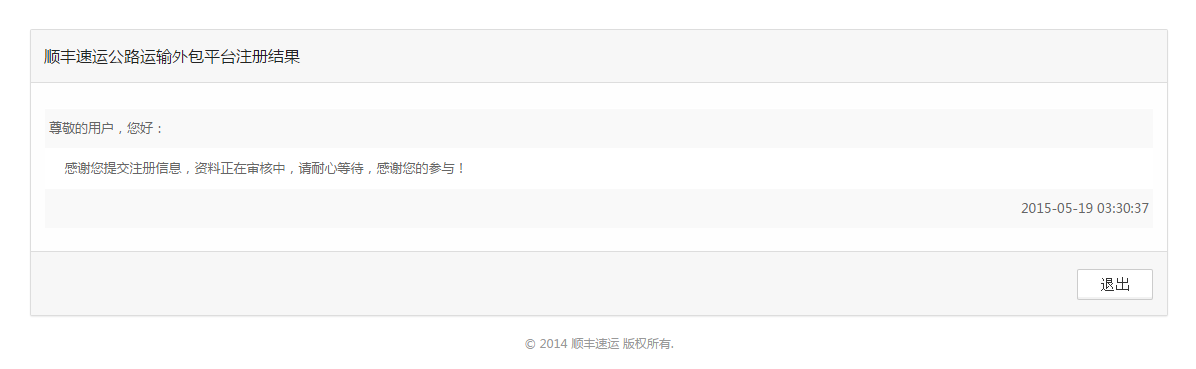 顺丰速运公路运输外包平台注册结果
尊敬的用户，您好：
感谢您提交注册信息，资料正在审核中，请耐心等待，感谢您的参与！
2015-05-19 03:30:37
退出
© 2014 顺丰速运 版权所有.